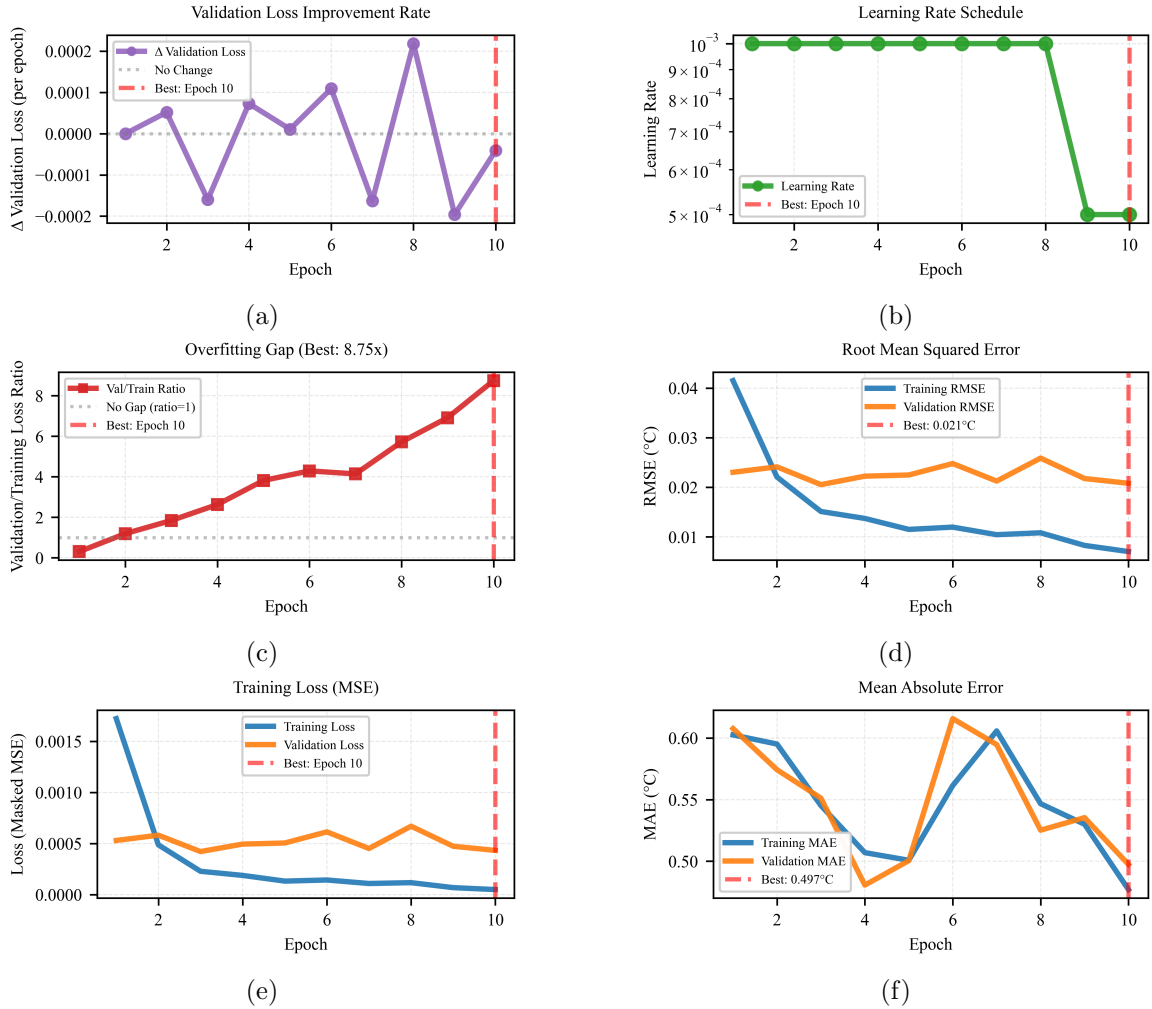 Validation Loss Improvement Rate
Δ Validation Loss (per epoch)
0.0002
0.0001
0.0000
−0.0001
−0.0002
Δ Validation Loss
No Change
Best: Epoch 10
2 4 6 8 10
Epoch
(a)
Learning Rate Schedule
Learning Rate
10⁻³
9 × 10⁻⁴
8 × 10⁻⁴
7 × 10⁻⁴
6 × 10⁻⁴
5 × 10⁻⁴
Learning Rate
Best: Epoch 10
2 4 6 8 10
Epoch
(b)
Overfitting Gap (Best: 8.75x)
Validation/Training Loss Ratio
8
6
4
2
0
Val/Train Ratio
No Gap (ratio=1)
Best: Epoch 10
2 4 6 8 10
Epoch
(c)
Root Mean Squared Error
RMSE (°C)
0.04
0.03
0.02
0.01
Training RMSE
Validation RMSE
Best: 0.021°C
2 4 6 8 10
Epoch
(d)
Training Loss (MSE)
Loss (Masked MSE)
0.0015
0.0010
0.0005
0.0000
Training Loss
Validation Loss
Best: Epoch 10
2 4 6 8 10
Epoch
(e)
Mean Absolute Error
MAE (°C)
0.60
0.55
0.50
Training MAE
Validation MAE
Best: 0.497°C
2 4 6 8 10
Epoch
(f)